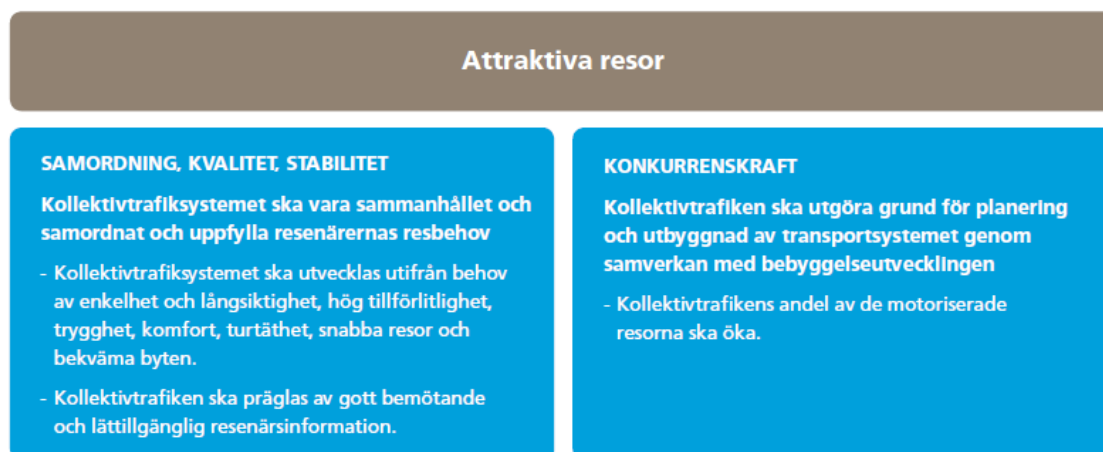 Attraktiva resor
SAMORDNING, KVALITET, STABILITET
Kollektivtrafiksystemet ska vara sammanhållet och
samordnat och uppfylla resenärernas resbehov
- Kollektivtrafiksystemet ska utvecklas utifrån behov
av enkelhet och långsiktighet, hög tillförlitlighet,
trygghet, komfort, turtäthet, snabba resor och
bekväma byten.
- Kollektivtrafiken ska präglas av gott bemötande
och lättillgänglig resenärsinformation.
KONKURRENSKRAFT
Kollektivtrafiken ska utgöra grund för planering
och utbyggnad av transportsystemet genom
samverkan med bebyggelseutvecklingen
- Kollektivtrafikens andel av de motoriserade
resorna ska öka.